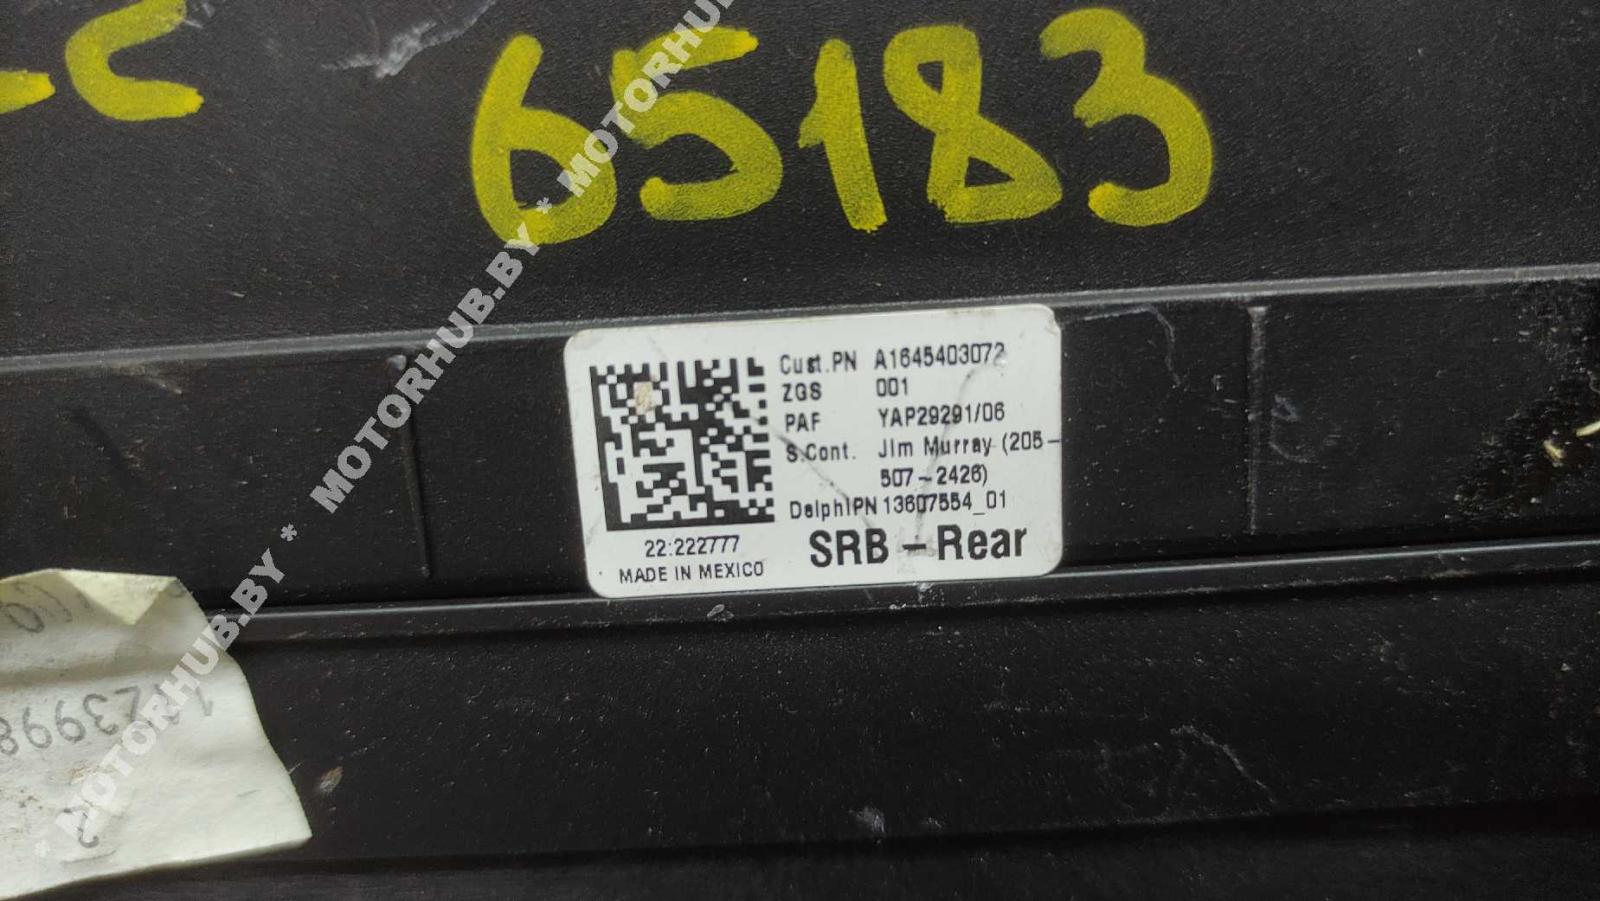 65183
Cust.PN A1645403072
ZGS 001
PAF YAP29291/06
S.Cont. Jim Murray (205-
507-2426)
DelphiPN 13607554_01
SRB - Rear
22:222777
MADE IN MEXICO
MOTORHUB.BY * MOTORHUB.BY * MOTORHUB.BY * MOTORHUB